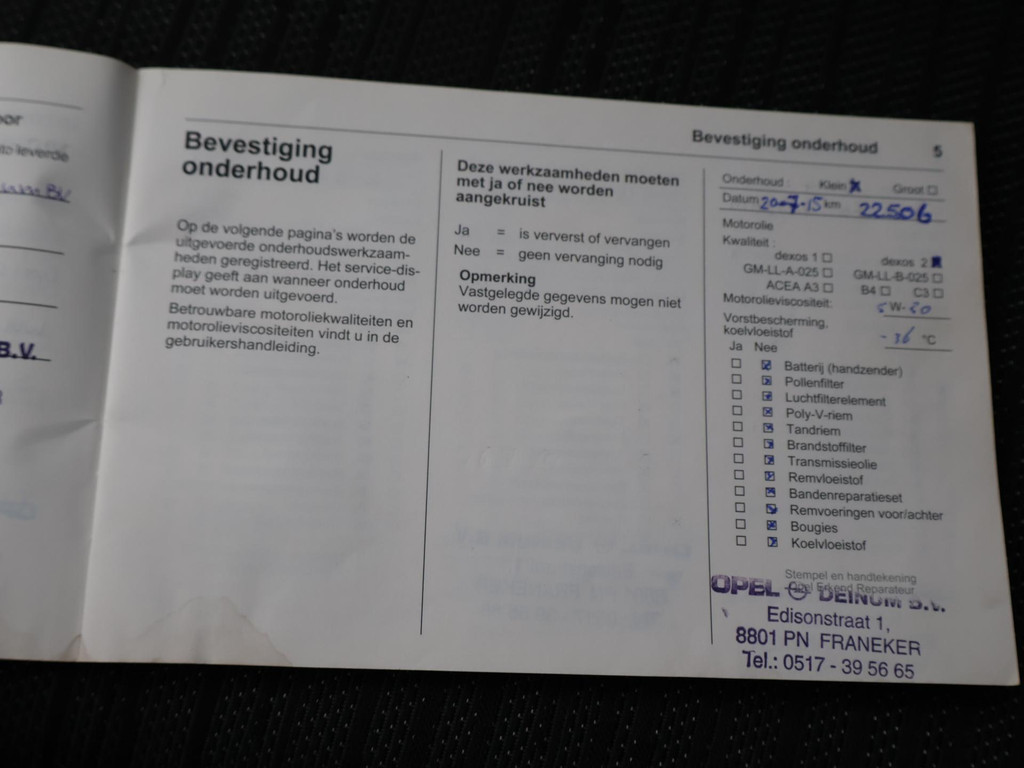 Bevestiging onderhoud 5
B.V.
Bevestiging
onderhoud
Op de volgende pagina's worden de
uitgevoerde onderhoudswerkzaam-
heden geregistreerd. Het service-dis-
play geeft aan wanneer onderhoud
moet worden uitgevoerd.
Betrouwbare motoroliekwaliteiten en
motorolieviscositeiten vindt u in de
gebruikershandleiding.
Deze werkzaamheden moeten
met ja of nee worden
aangekruist
Ja = is ververst of vervangen
Nee = geen vervanging nodig
Opmerking
Vastgelegde gegevens mogen niet
worden gewijzigd.
Onderhoud : Klein Groot
Datum 20-7-15 km 22506
Motorolie
Kwaliteit :
dexos 1 dexos 2
GM-LL-A-025 GM-LL-B-025
ACEA A3 B4 C3
Motorolieviscositeit:
Vorstbescherming,
koelvloeistof -36 °C
Ja Nee
Batterij (handzender)
Pollenfilter
Luchtfilterelement
Poly-V-riem
Tandriem
Brandstoffilter
Transmissieolie
Remvloeistof
Bandenreparatieset
Remvoeringen voor/achter
Bougies
Koelvloeistof
Stempel en handtekening
Opel Erkend Reparateur
OPEL DEINUM B.V.
Edisonstraat 1,
8801 PN FRANEKER
Tel.: 0517 - 39 56 65